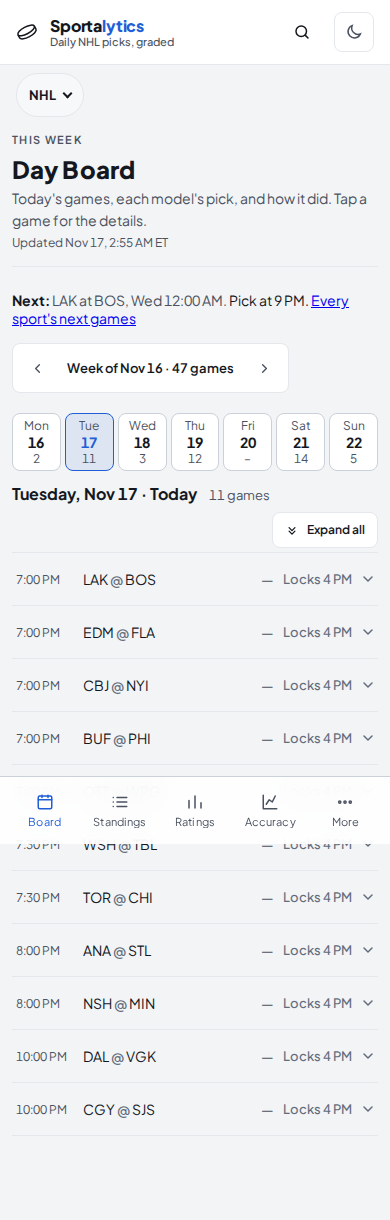 Sportalytics
Daily NHL picks, graded
NHL
THIS WEEK
Day Board
Today's games, each model's pick, and how it did. Tap a
game for the details.
Updated Nov 17, 2:55 AM ET
Next: LAK at BOS, Wed 12:00 AM. Pick at 9 PM. Every
sport's next games
Week of Nov 16 · 47 games
Mon Tue Wed Thu Fri Sat Sun
16 17 18 19 20 21 22
2 11 3 12 – 14 5
Tuesday, Nov 17 · Today 11 games
Expand all
7:00 PM LAK @ BOS — Locks 4 PM
7:00 PM EDM @ FLA — Locks 4 PM
7:00 PM CBJ @ NYI — Locks 4 PM
7:00 PM BUF @ PHI — Locks 4 PM
Board Standings Ratings Accuracy More
7:30 PM WSH @ TBL — Locks 4 PM
7:30 PM TOR @ CHI — Locks 4 PM
8:00 PM ANA @ STL — Locks 4 PM
8:00 PM NSH @ MIN — Locks 4 PM
10:00 PM DAL @ VGK — Locks 4 PM
10:00 PM CGY @ SJS — Locks 4 PM